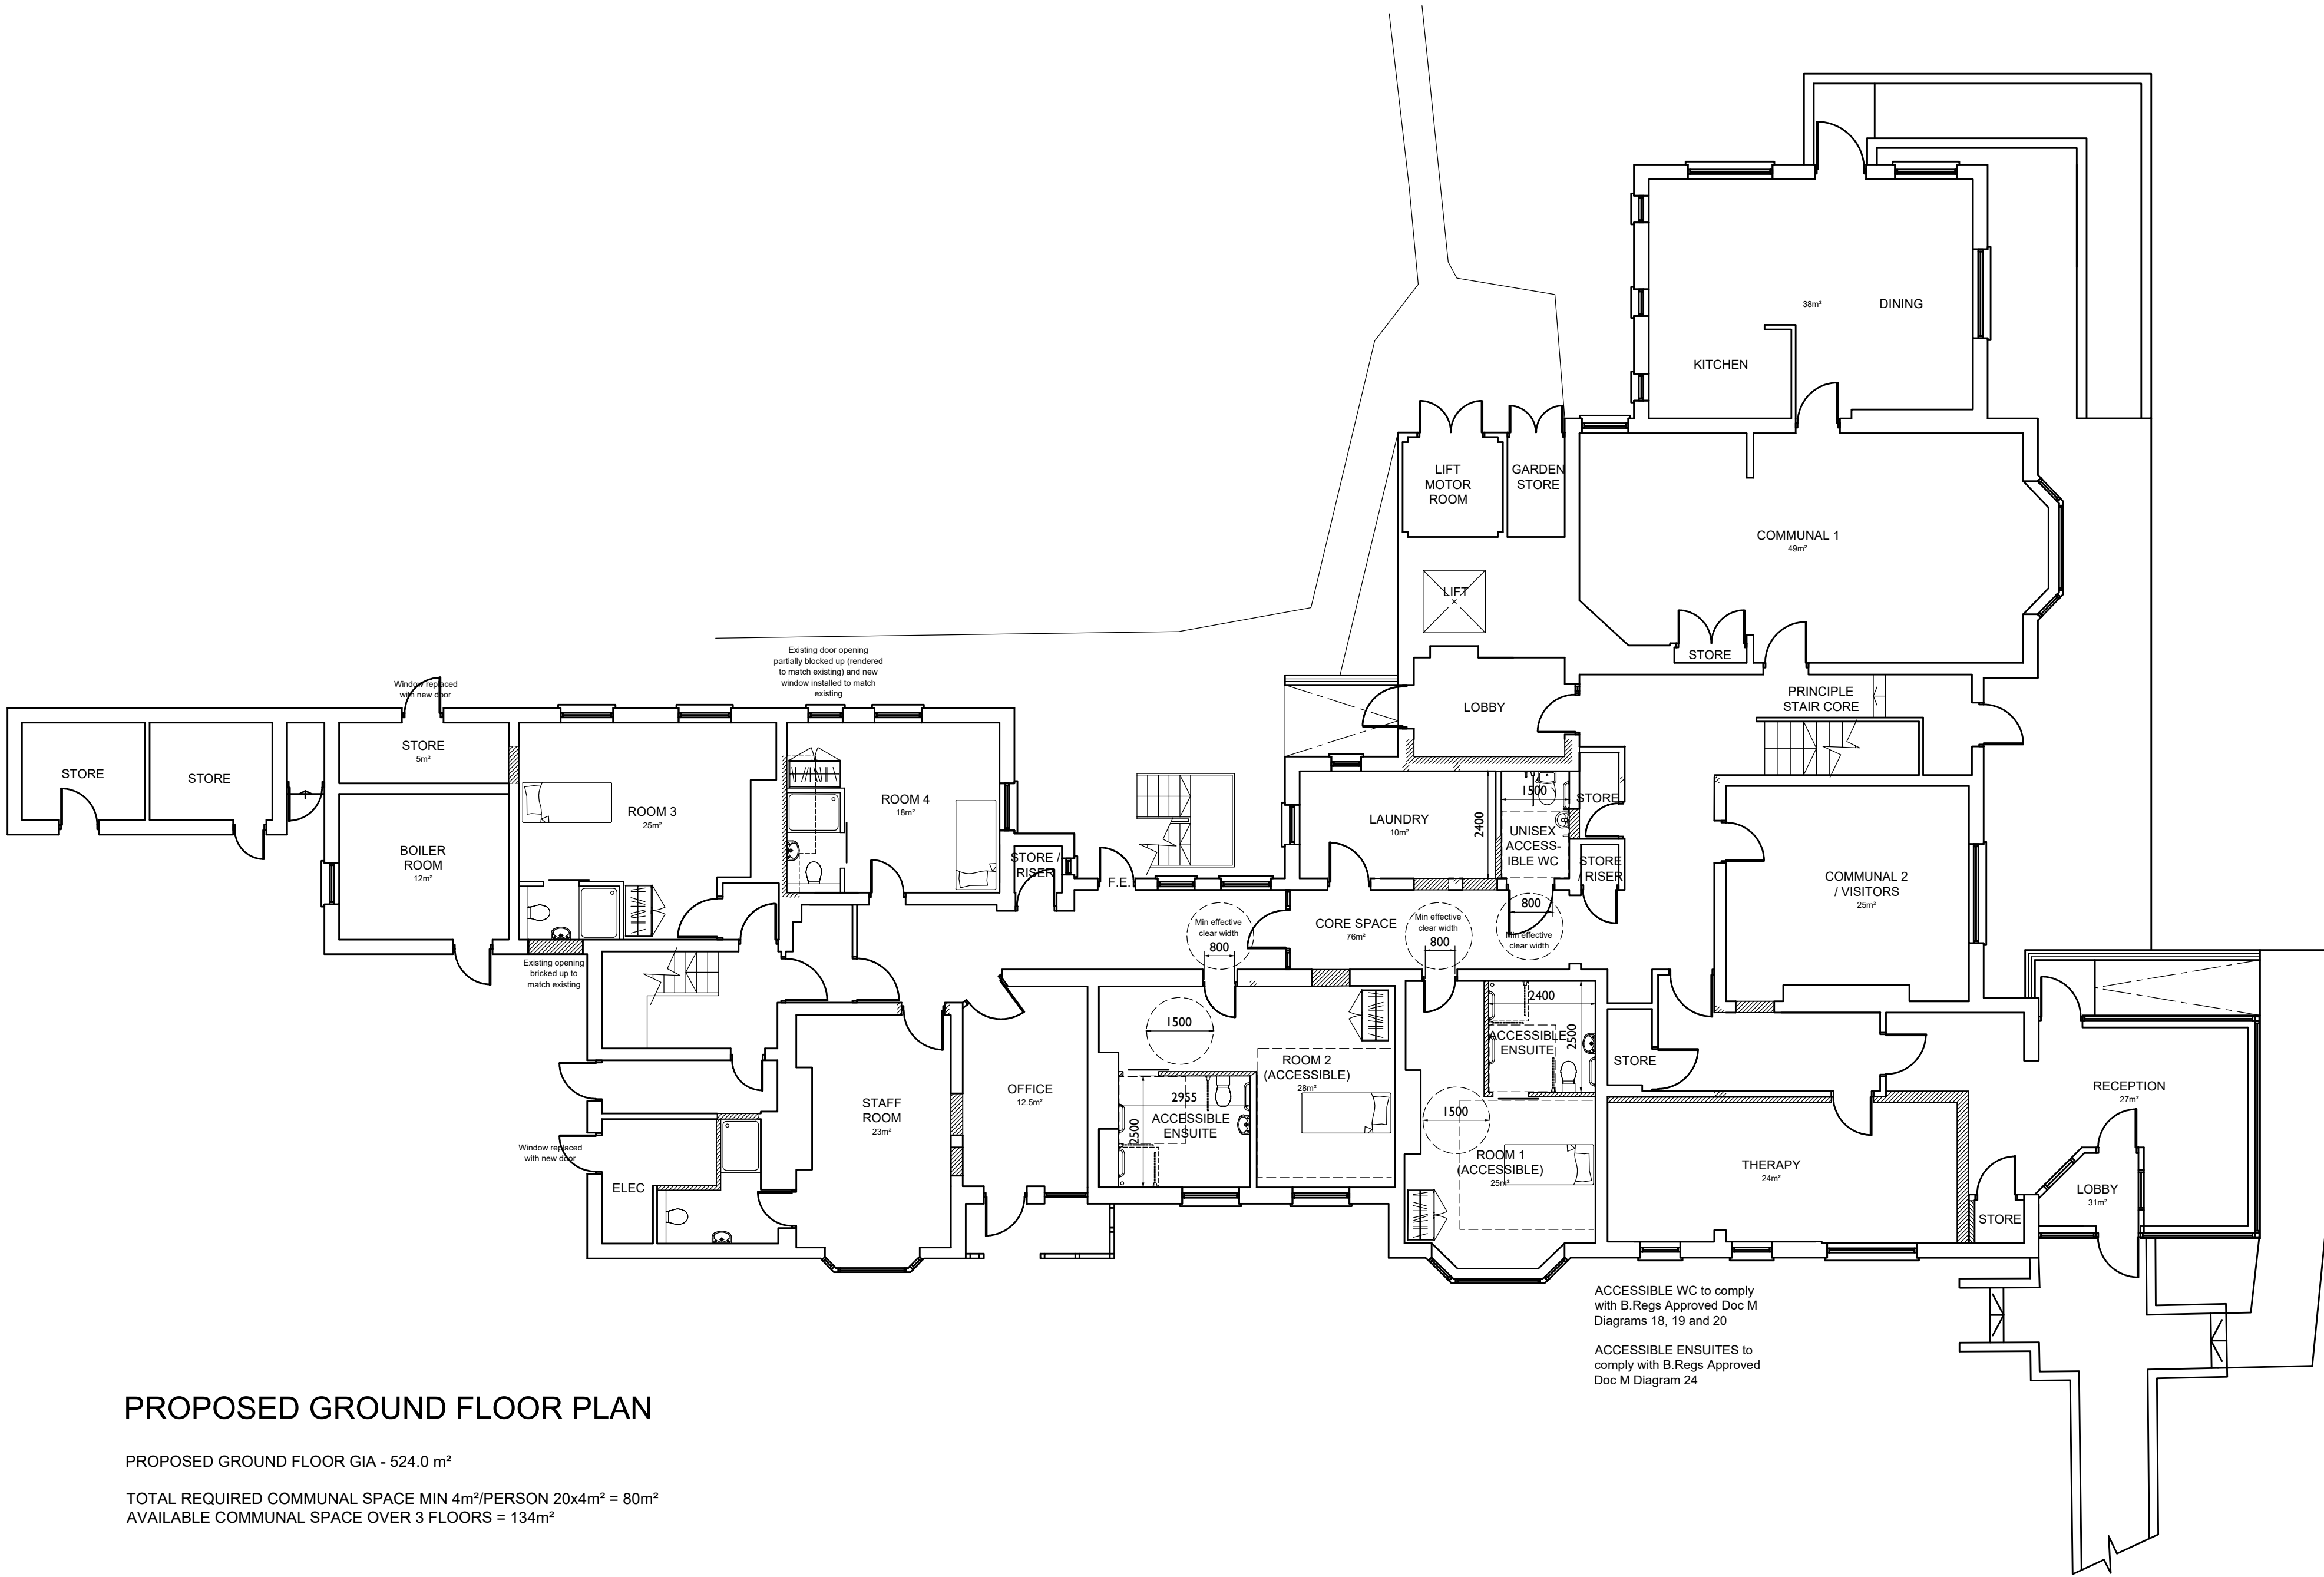 38m²
DINING
KITCHEN
LIFT
MOTOR
ROOM
GARDEN
STORE
COMMUNAL 1
49m²
LIFT
STORE
Existing door opening
partially blocked up (rendered
to match existing) and new
window installed to match
existing
Window replaced
with new door
LOBBY
PRINCIPLE
STAIR CORE
STORE
STORE
STORE
5m²
ROOM 3
25m²
ROOM 4
18m²
BOILER
ROOM
12m²
STORE /
RISER
F.E.
LAUNDRY
10m²
2400
1500
UNISEX
ACCESS-
IBLE WC
STORE
STORE
/ RISER
COMMUNAL 2
/ VISITORS
25m²
Min effective
clear width
800
CORE SPACE
76m²
Min effective
clear width
800
800
Min effective
clear width
Existing opening
bricked up to
match existing
1500
ROOM 2
(ACCESSIBLE)
28m²
2955
2500
ACCESSIBLE
ENSUITE
2400
2500
ACCESSIBLE
ENSUITE
1500
ROOM 1
(ACCESSIBLE)
25m²
STORE
OFFICE
12.5m²
STAFF
ROOM
23m²
Window replaced
with new door
ELEC
THERAPY
24m²
RECEPTION
27m²
LOBBY
31m²
STORE
ACCESSIBLE WC to comply
with B.Regs Approved Doc M
Diagrams 18, 19 and 20
ACCESSIBLE ENSUITES to
comply with B.Regs Approved
Doc M Diagram 24
PROPOSED GROUND FLOOR PLAN
PROPOSED GROUND FLOOR GIA - 524.0 m²
TOTAL REQUIRED COMMUNAL SPACE MIN 4m²/PERSON 20x4m² = 80m²
AVAILABLE COMMUNAL SPACE OVER 3 FLOORS = 134m²